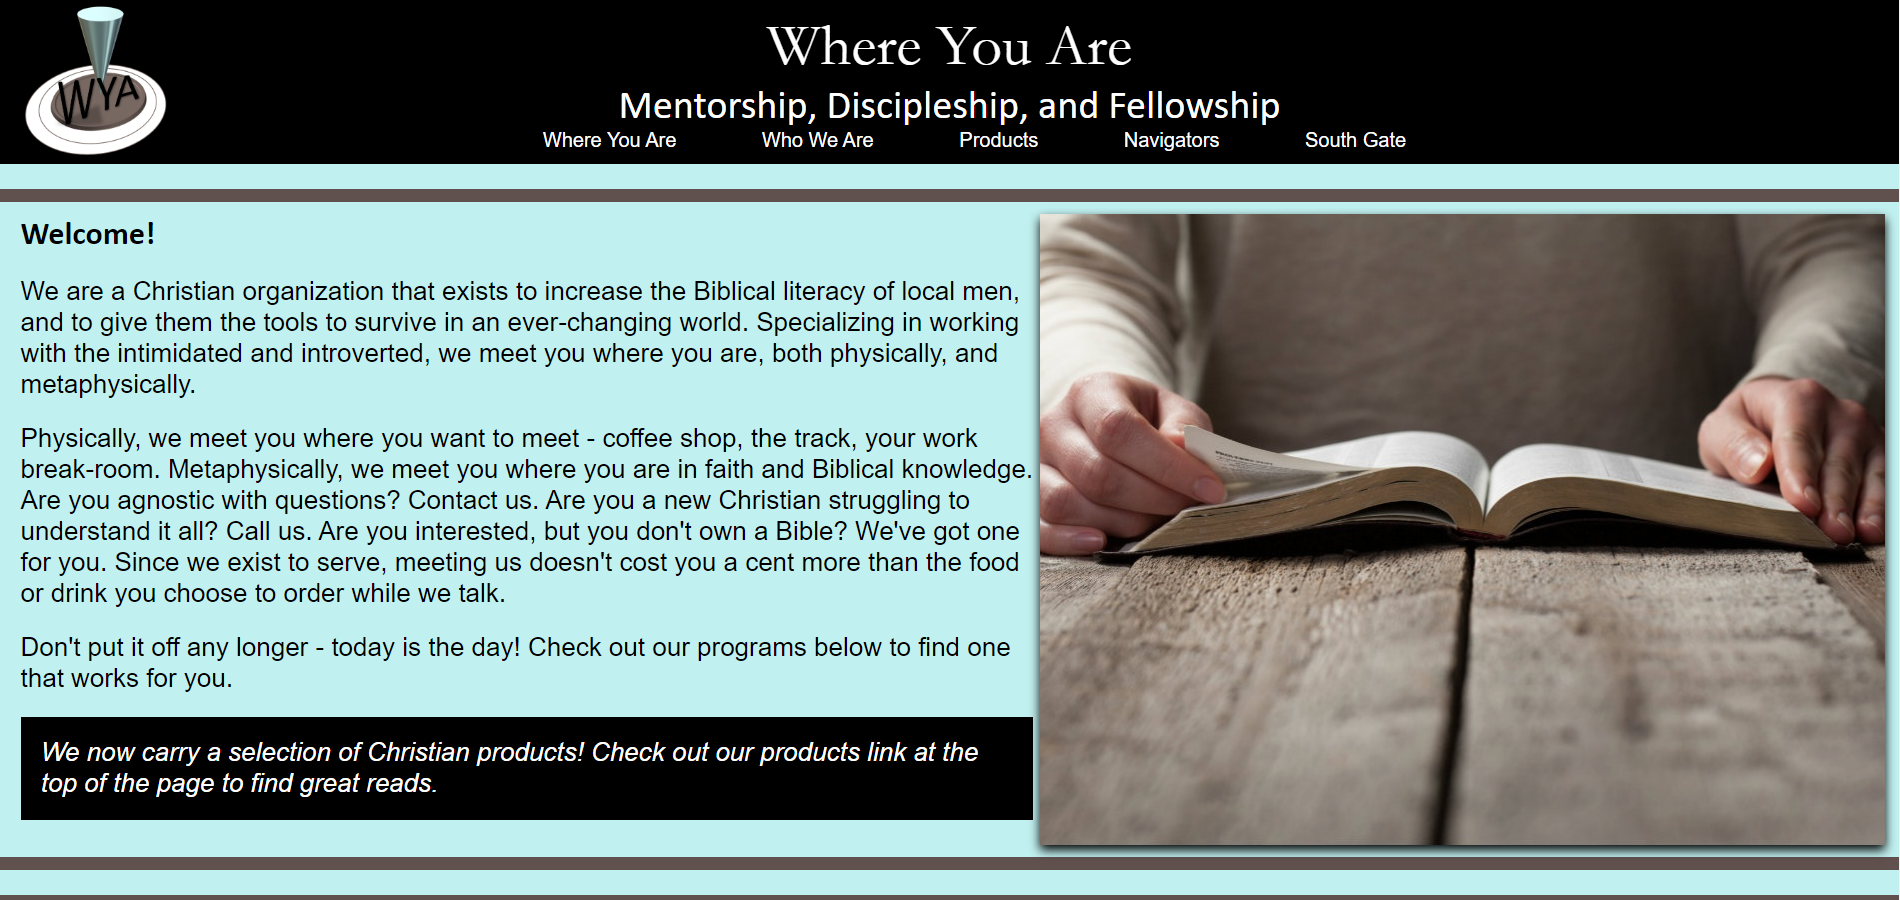 WYA
Where You Are
Mentorship, Discipleship, and Fellowship
Where You Are Who We Are Products Navigators South Gate
Welcome!
We are a Christian organization that exists to increase the Biblical literacy of local men,
and to give them the tools to survive in an ever-changing world. Specializing in working
with the intimidated and introverted, we meet you where you are, both physically, and
metaphysically.
Physically, we meet you where you want to meet - coffee shop, the track, your work
break-room. Metaphysically, we meet you where you are in faith and Biblical knowledge.
Are you agnostic with questions? Contact us. Are you a new Christian struggling to
understand it all? Call us. Are you interested, but you don't own a Bible? We've got one
for you. Since we exist to serve, meeting us doesn't cost you a cent more than the food
or drink you choose to order while we talk.
Don't put it off any longer - today is the day! Check out our programs below to find one
that works for you.
We now carry a selection of Christian products! Check out our products link at the
top of the page to find great reads.